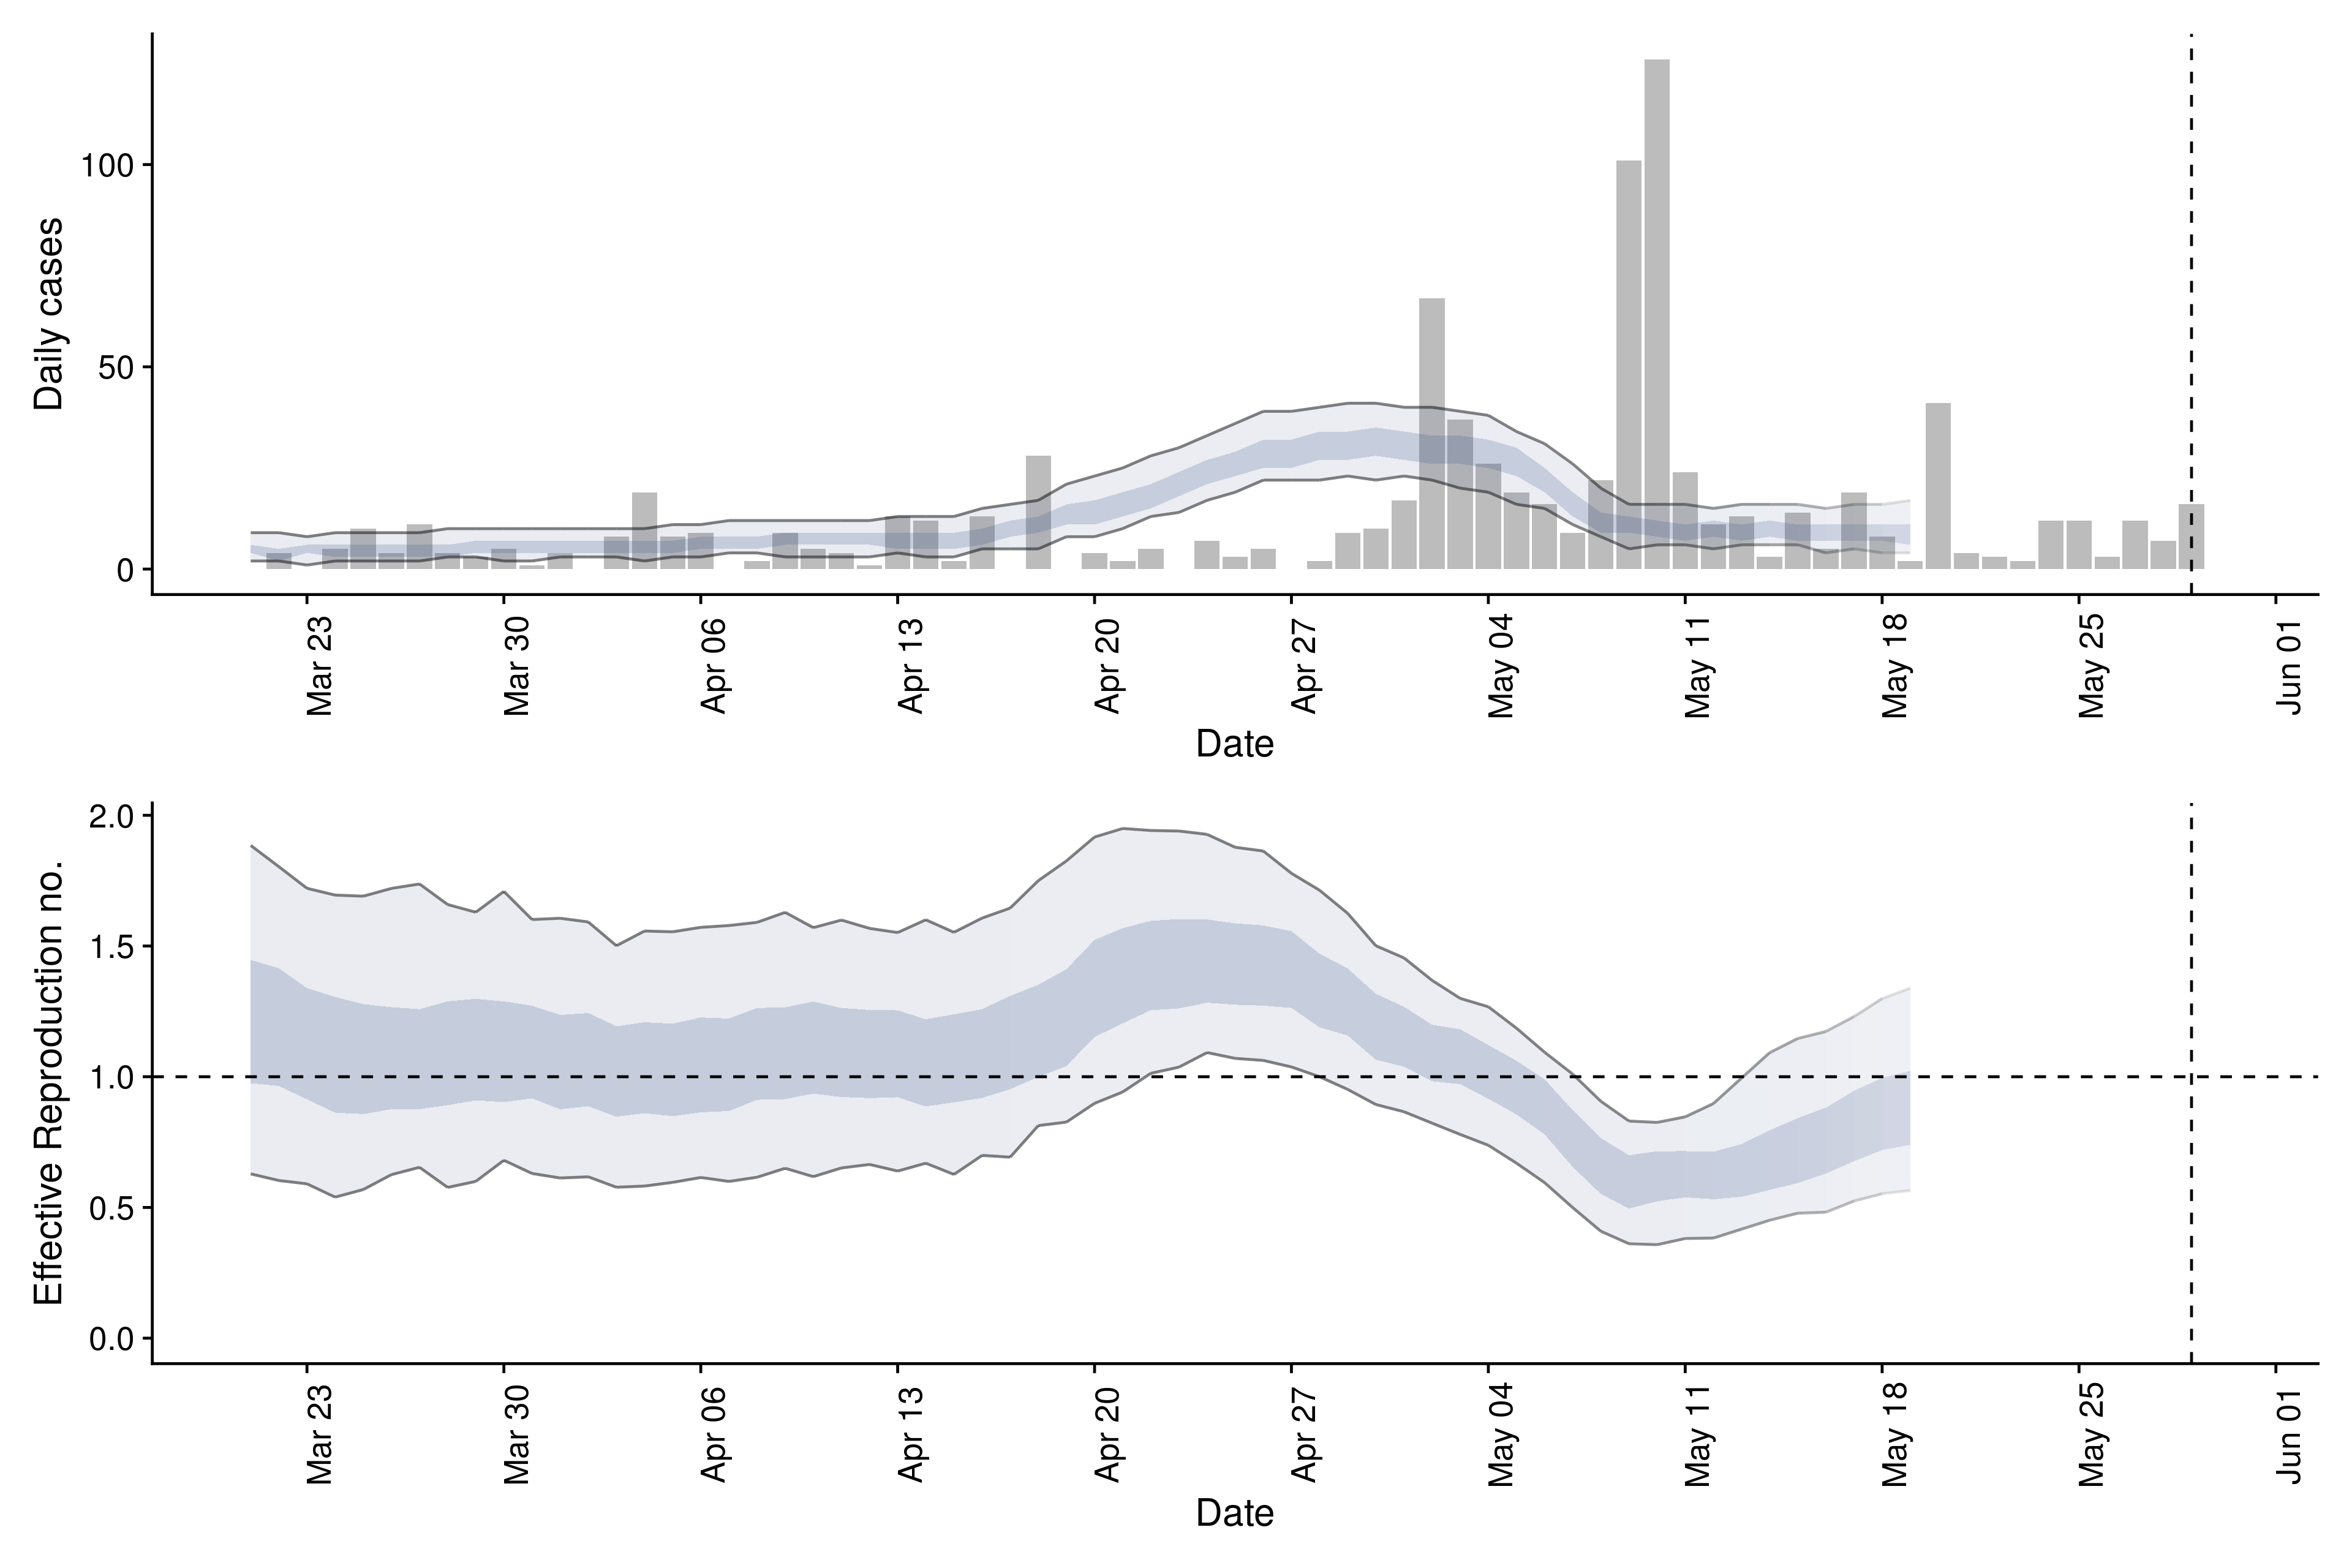 Daily cases
100
50
0
Mar 23
Mar 30
Apr 06
Apr 13
Apr 20
Apr 27
May 04
May 11
May 18
May 25
Jun 01
Date
Effective Reproduction no.
2.0
1.5
1.0
0.5
0.0
Mar 23
Mar 30
Apr 06
Apr 13
Apr 20
Apr 27
May 04
May 11
May 18
May 25
Jun 01
Date